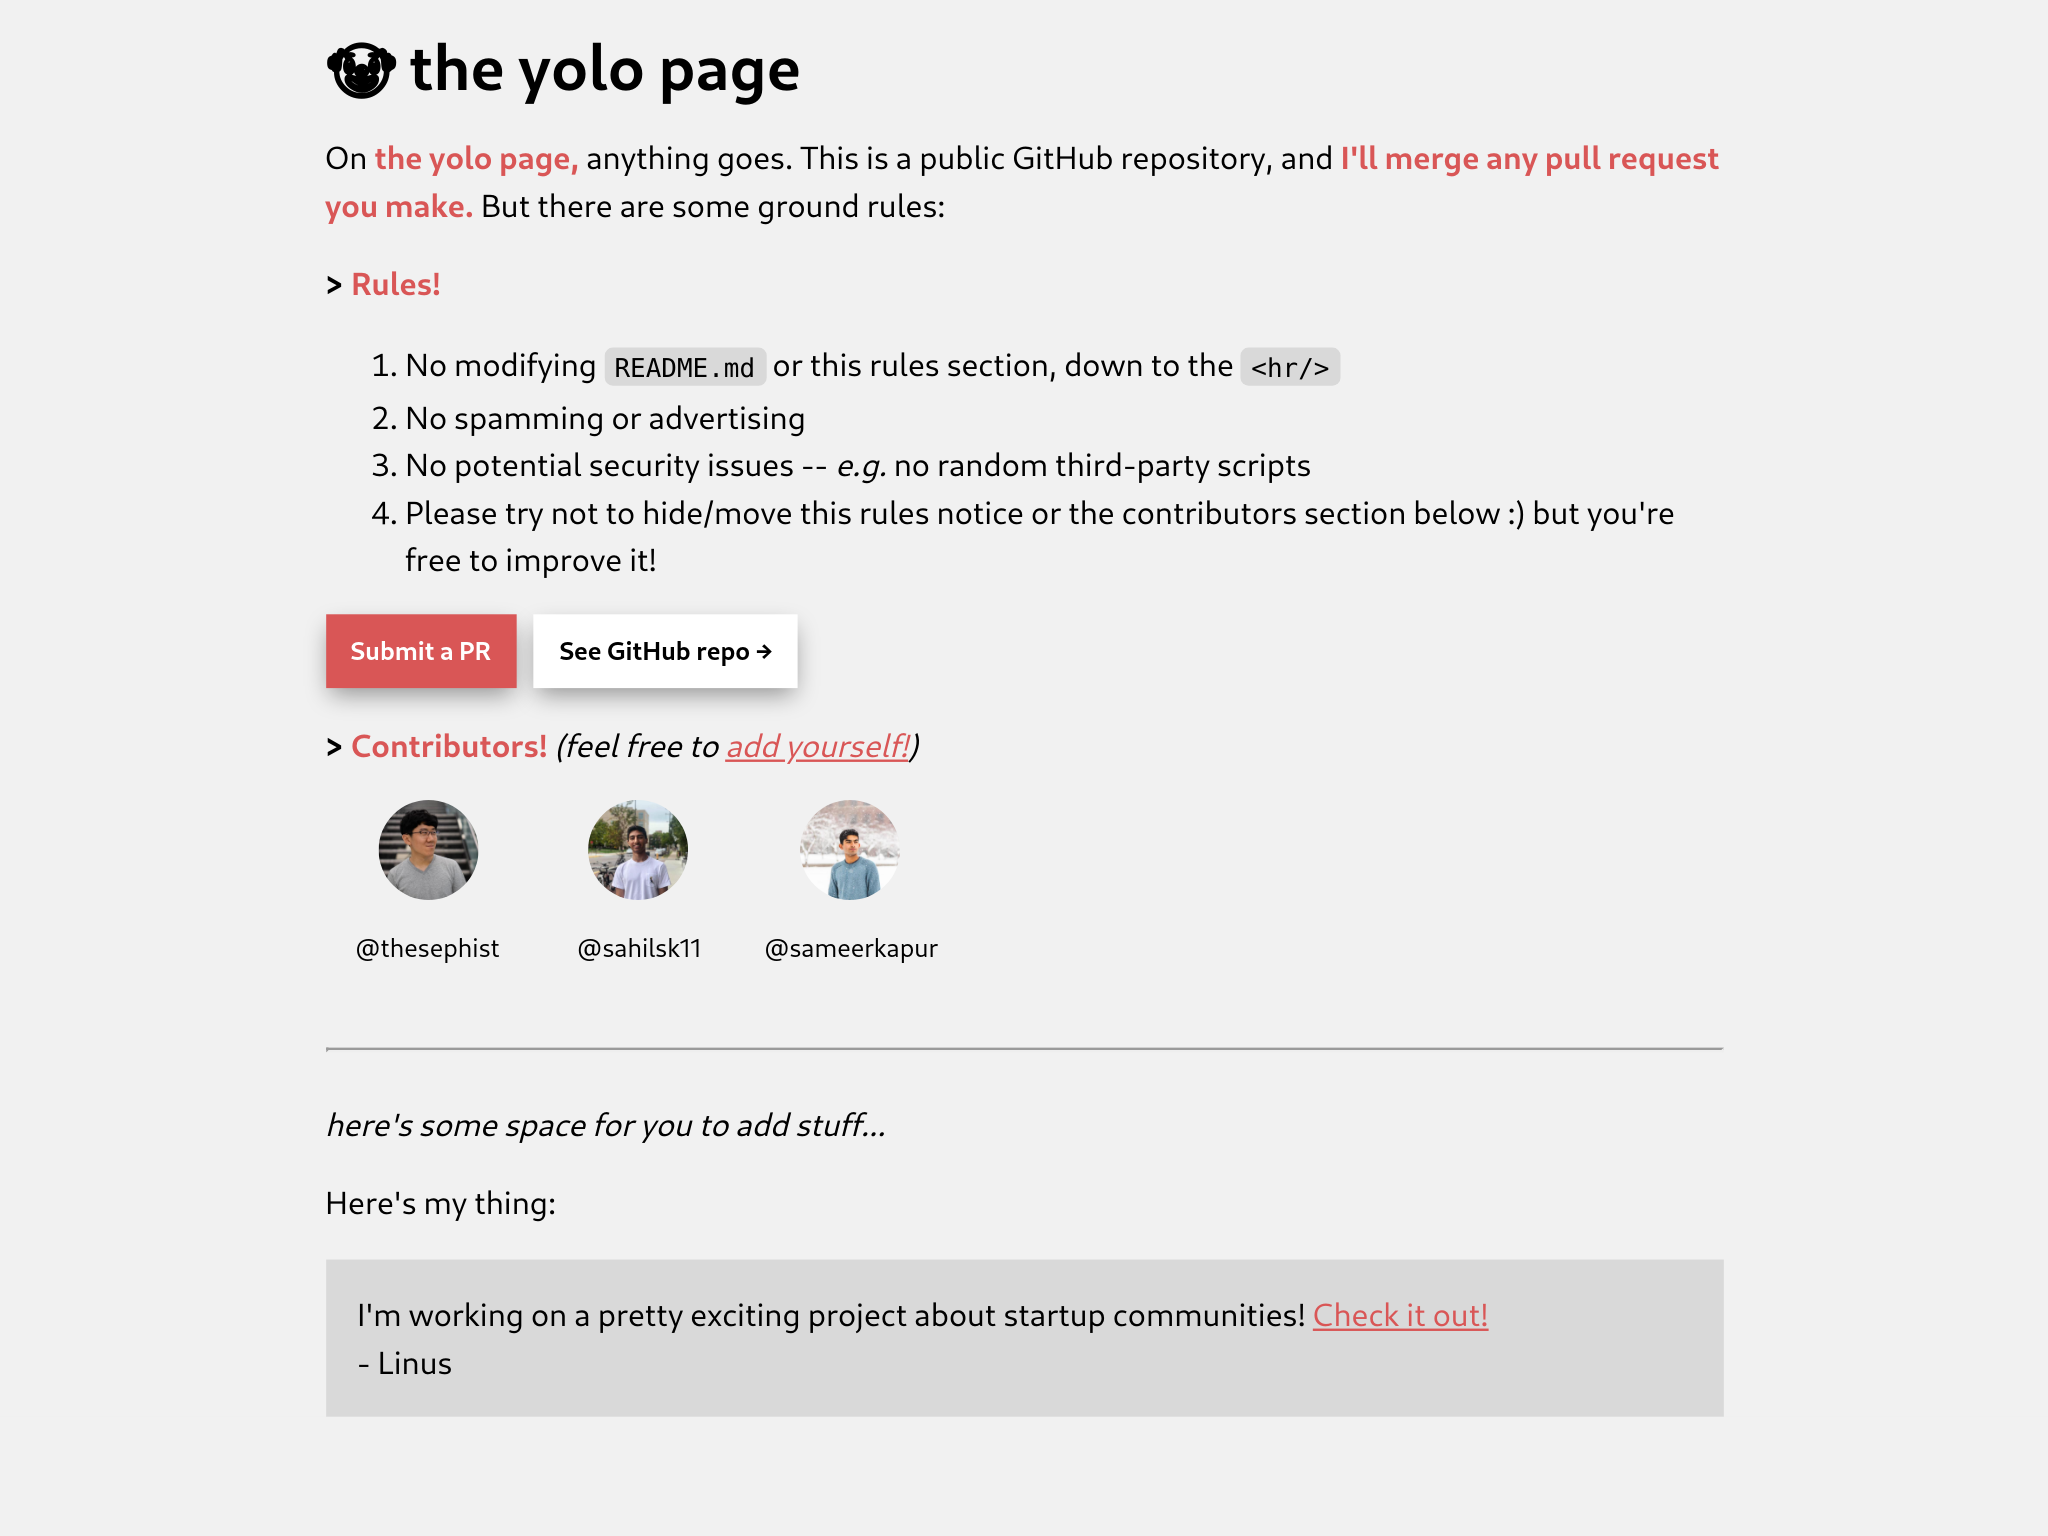 the yolo page
On the yolo page, anything goes. This is a public GitHub repository, and I'll merge any pull request
you make. But there are some ground rules:
> Rules!
1. No modifying README.md or this rules section, down to the <hr/>
2. No spamming or advertising
3. No potential security issues -- e.g. no random third-party scripts
4. Please try not to hide/move this rules notice or the contributors section below :) but you're
free to improve it!
Submit a PR
See GitHub repo →
> Contributors! (feel free to add yourself!)
@thesephist
@sahilsk11
@sameerkapur
here's some space for you to add stuff...
Here's my thing:
I'm working on a pretty exciting project about startup communities! Check it out!
- Linus